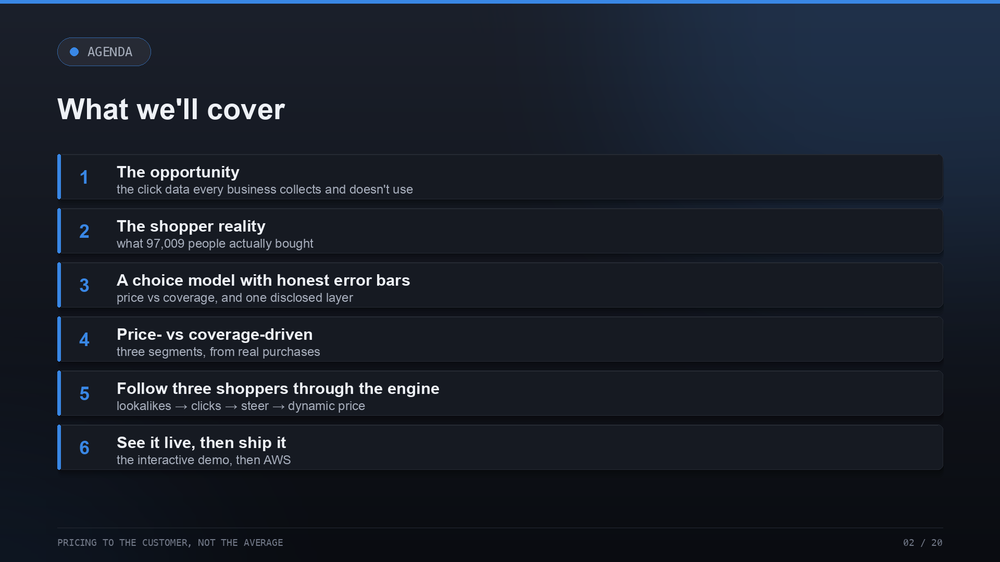 AGENDA
What we'll cover
1
The opportunity
the click data every business collects and doesn't use
2
The shopper reality
what 97,009 people actually bought
3
A choice model with honest error bars
price vs coverage, and one disclosed layer
4
Price- vs coverage-driven
three segments, from real purchases
5
Follow three shoppers through the engine
lookalikes → clicks → steer → dynamic price
6
See it live, then ship it
the interactive demo, then AWS
PRICING TO THE CUSTOMER, NOT THE AVERAGE
02 / 20